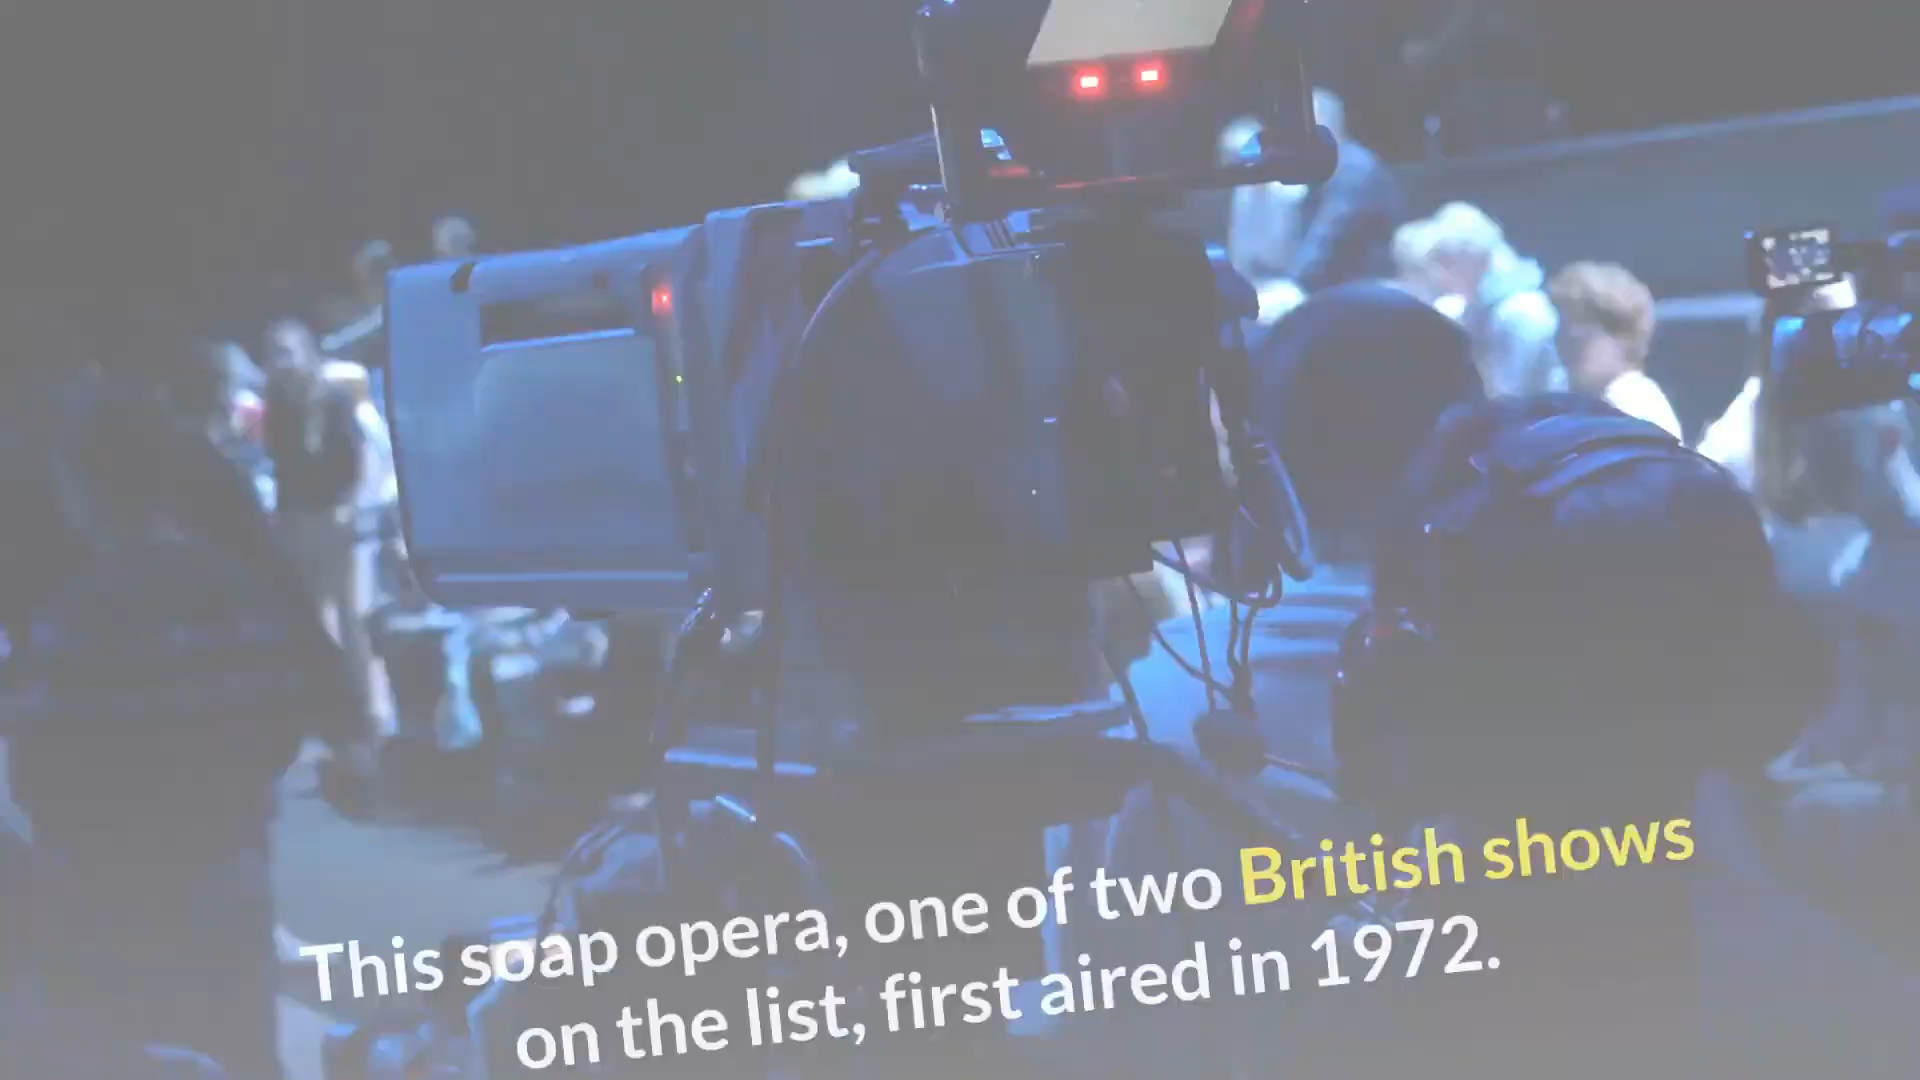 This soap opera, one of two British shows
on the list, first aired in 1972.